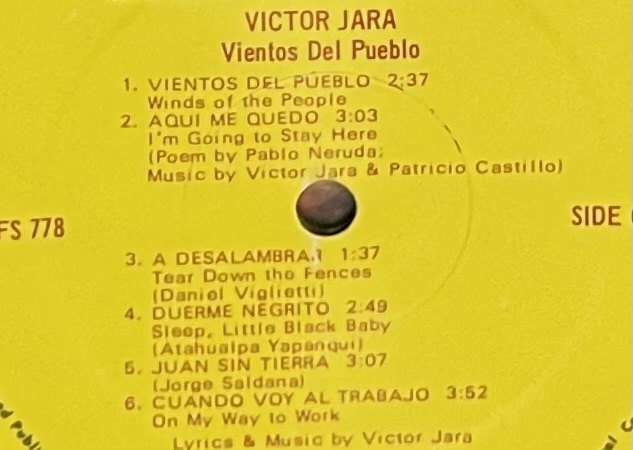 VICTOR JARA
Vientos Del Pueblo
1. VIENTOS DEL PUEBLO 2:37
Winds of the People
2. AQUI ME QUEDO 3:03
I'm Going to Stay Here
(Poem by Pablo Neruda;
Music by Victor Jara & Patricio Castillo)
FS 778
SIDE
3. A DESALAMBRAR 1:37
Tear Down the Fences
(Daniel Viglietti)
4. DUERME NEGRITO 2:49
Sleep, Little Black Baby
(Atahualpa Yapanqui)
5. JUAN SIN TIERRA 3:07
(Jorge Saldana)
6. CUANDO VOY AL TRABAJO 3:52
On My Way to Work
Lyrics & Music by Victor Jara